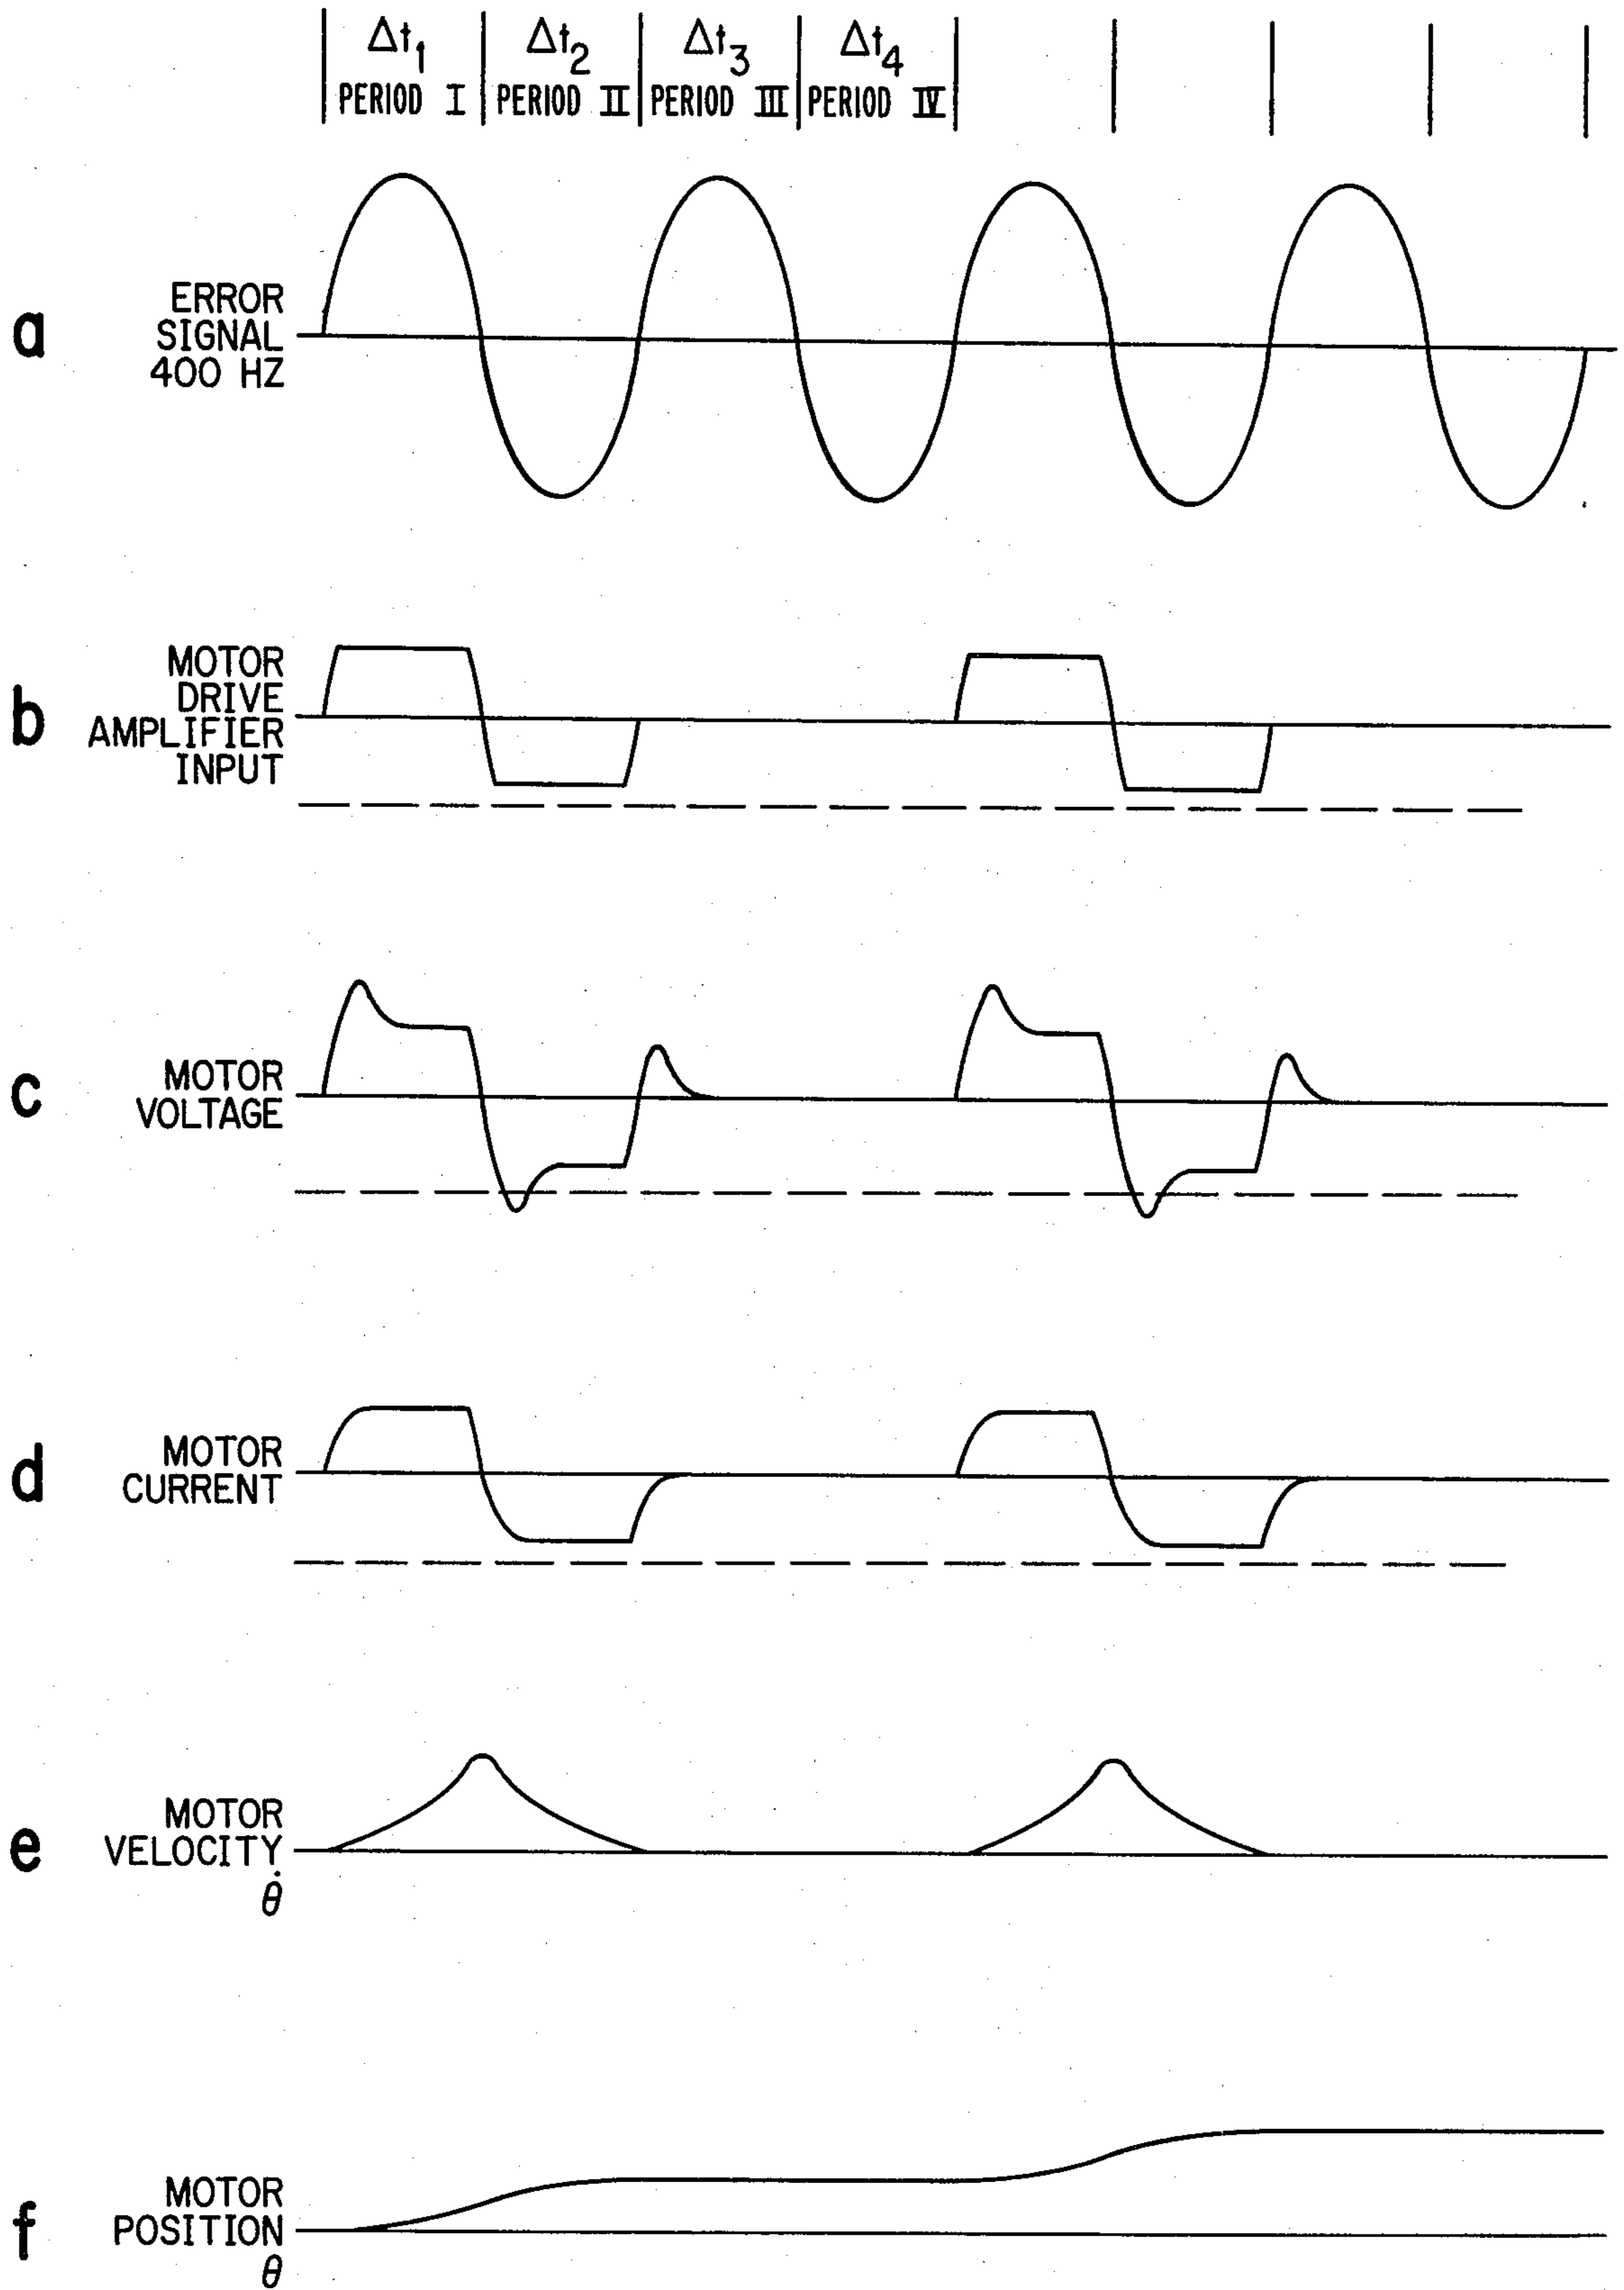 Δt1 Δt2 Δt3 Δt4
PERIOD I PERIOD II PERIOD III PERIOD IV
a
ERROR
SIGNAL
400 HZ
b
MOTOR
DRIVE
AMPLIFIER
INPUT
c
MOTOR
VOLTAGE
d
MOTOR
CURRENT
e
MOTOR
VELOCITY
θ̇
f
MOTOR
POSITION
θ